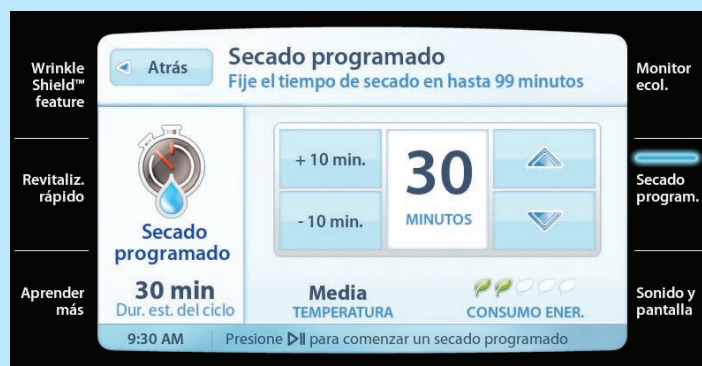 Wrinkle
Shield™
feature
Revitaliz.
rápido
Aprender
más
Atrás
Secado programado
Fije el tiempo de secado en hasta 99 minutos
Secado
programado
30 min
Dur. est. del ciclo
+ 10 min.
- 10 min.
30
MINUTOS
Media
TEMPERATURA
CONSUMO ENER.
9:30 AM
Presione ▷II para comenzar un secado programado
Monitor
ecol.
Secado
program.
Sonido y
pantalla